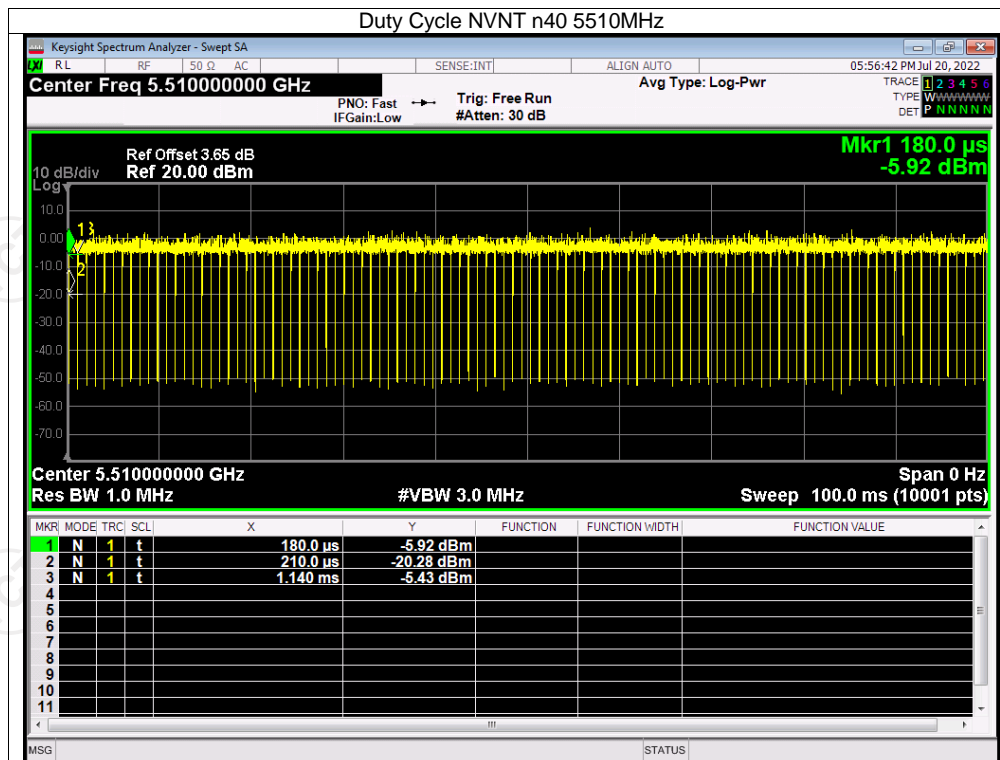 Duty Cycle NVNT n40 5510MHz
Keysight Spectrum Analyzer - Swept SA
LXI RL RF 50 Ω AC SENSE:INT ALIGN AUTO 05:56:42 PM Jul 20, 2022
Center Freq 5.510000000 GHz Avg Type: Log-Pwr TRACE 1 2 3 4 5 6
PNO: Fast Trig: Free Run TYPE WWWWWW
IFGain:Low #Atten: 30 dB DET P N N N N N
Mkr1 180.0 µs
-5.92 dBm
Ref Offset 3.65 dB
10 dB/div Ref 20.00 dBm
Log
10.0
0.00
-10.0
-20.0
-30.0
-40.0
-50.0
-60.0
-70.0
1 3
2
Center 5.510000000 GHz Span 0 Hz
Res BW 1.0 MHz #VBW 3.0 MHz Sweep 100.0 ms (10001 pts)
MKR MODE TRC SCL X Y FUNCTION FUNCTION WIDTH FUNCTION VALUE
1 N 1 t 180.0 µs -5.92 dBm
2 N 1 t 210.0 µs -20.28 dBm
3 N 1 t 1.140 ms -5.43 dBm
4
5
6
7
8
9
10
11
MSG STATUS